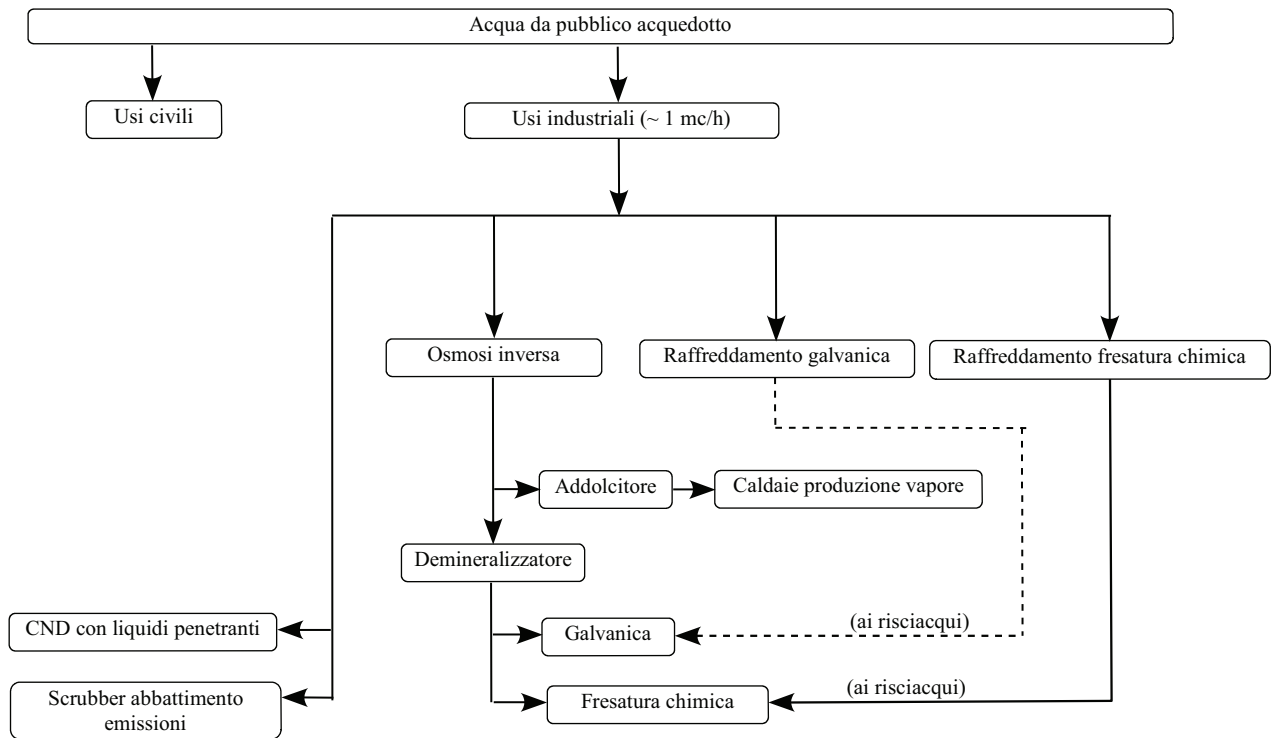 Acqua da pubblico acquedotto
Usi civili
Usi industriali (~ 1 mc/h)
Osmosi inversa
Raffreddamento galvanica
Raffreddamento fresatura chimica
Addolcitore
Caldaie produzione vapore
Demineralizzatore
CND con liquidi penetranti
Galvanica
(ai risciacqui)
Scrubber abbattimento
emissioni
Fresatura chimica
(ai risciacqui)